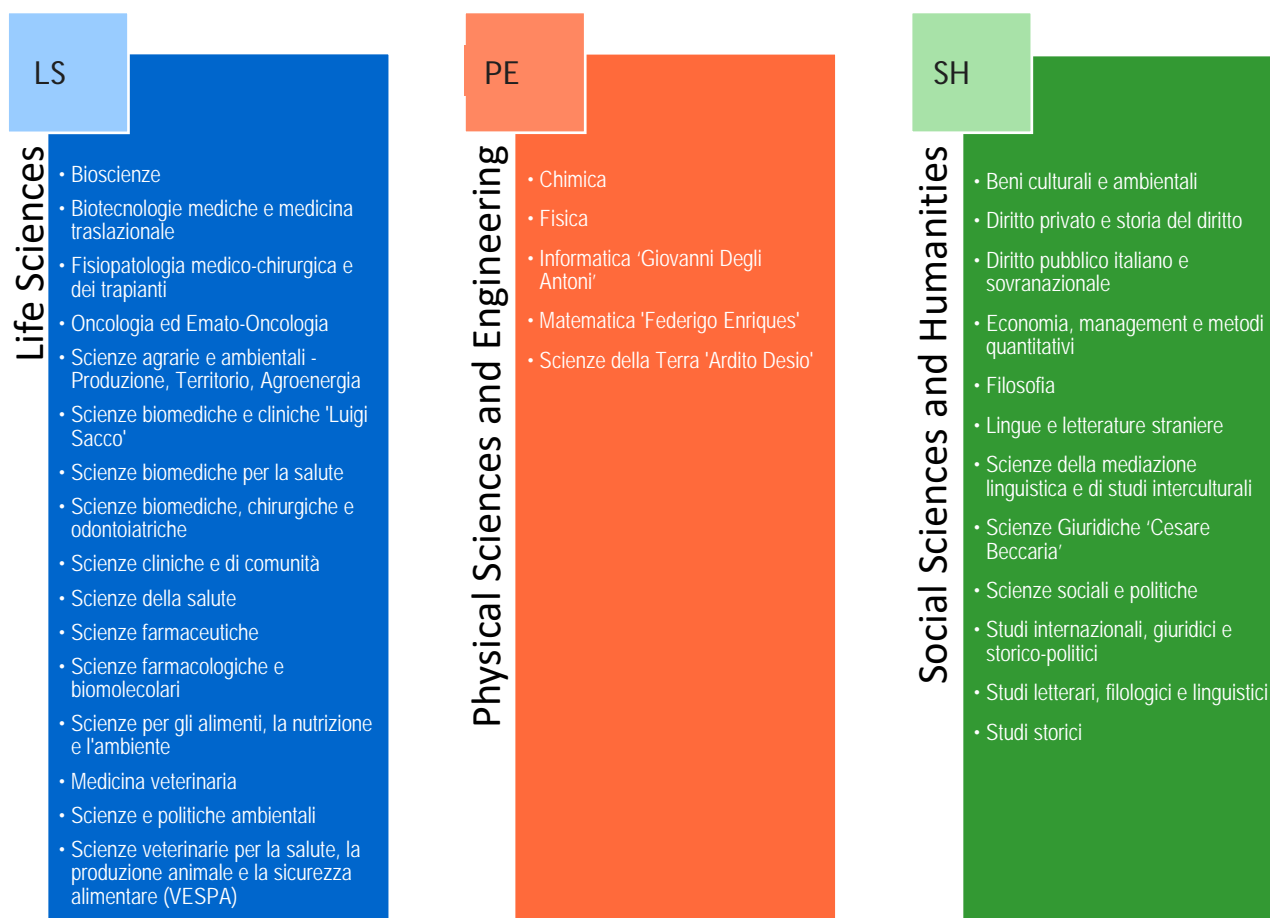 LS
Life Sciences
• Bioscienze
• Biotecnologie mediche e medicina
traslazionale
• Fisiopatologia medico-chirurgica e
dei trapianti
• Oncologia ed Emato-Oncologia
• Scienze agrarie e ambientali -
Produzione, Territorio, Agroenergia
• Scienze biomediche e cliniche 'Luigi
Sacco'
• Scienze biomediche per la salute
• Scienze biomediche, chirurgiche e
odontoiatriche
• Scienze cliniche e di comunità
• Scienze della salute
• Scienze farmaceutiche
• Scienze farmacologiche e
biomolecolari
• Scienze per gli alimenti, la nutrizione
e l'ambiente
• Medicina veterinaria
• Scienze e politiche ambientali
• Scienze veterinarie per la salute, la
produzione animale e la sicurezza
alimentare (VESPA)
PE
Physical Sciences and Engineering
• Chimica
• Fisica
• Informatica ‘Giovanni Degli
Antoni’
• Matematica 'Federigo Enriques'
• Scienze della Terra 'Ardito Desio'
SH
Social Sciences and Humanities
• Beni culturali e ambientali
• Diritto privato e storia del diritto
• Diritto pubblico italiano e
sovranazionale
• Economia, management e metodi
quantitativi
• Filosofia
• Lingue e letterature straniere
• Scienze della mediazione
linguistica e di studi interculturali
• Scienze Giuridiche ‘Cesare
Beccaria’
• Scienze sociali e politiche
• Studi internazionali, giuridici e
storico-politici
• Studi letterari, filologici e linguistici
• Studi storici